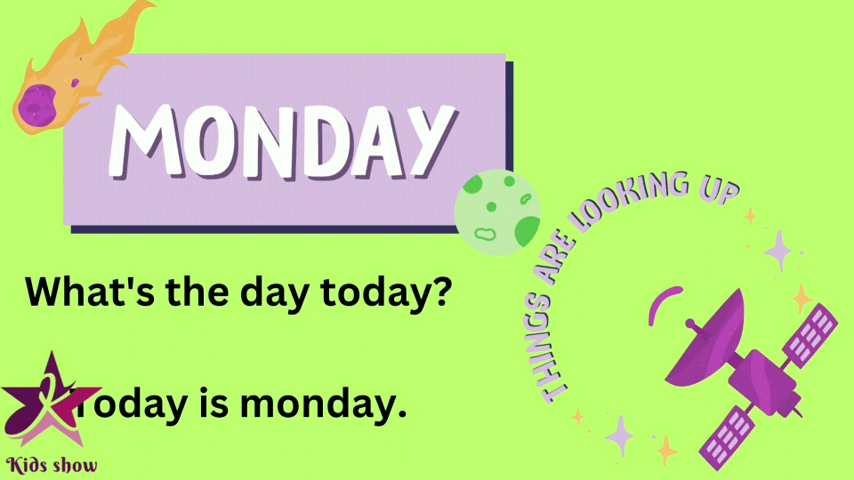 MONDAY
THINGS ARE LOOKING UP
What's the day today?
Today is monday.
Kids show